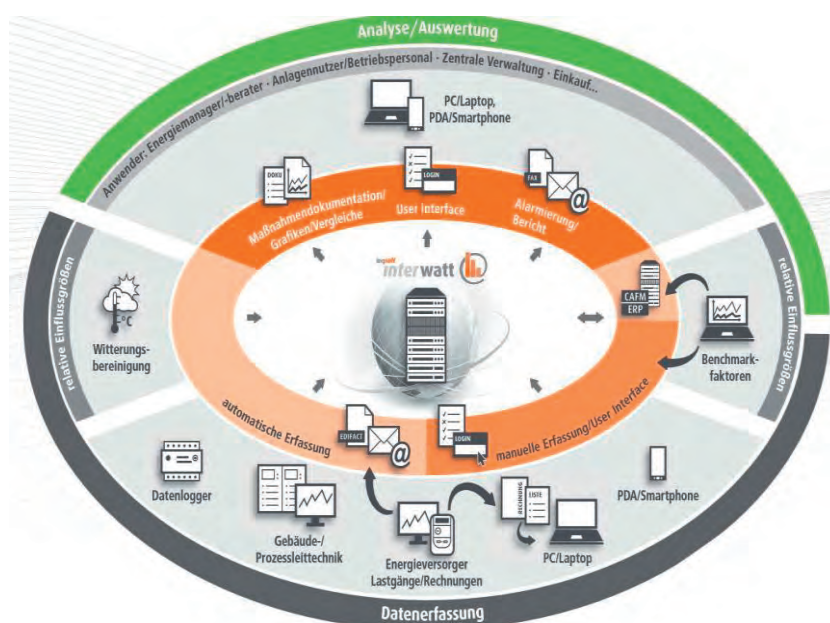 Analyse/Auswertung
Anwender: Energiemanager/-berater · Anlagennutzer/Betriebspersonal · Zentrale Verwaltung · Einkauf...
PC/Laptop,
PDA/Smartphone
DOKU
LOGIN
FAX
@
Maßnahmendokumentation/
Grafiken/Vergleiche
User Interface
Alarmierung/
Bericht
ingsoft
interwatt
relative Einflussgrößen
°C
Witterungs-
bereinigung
CAFM
ERP
Benchmark-
faktoren
relative Einflussgrößen
automatische Erfassung
EDIFACT
@
LOGIN
manuelle Erfassung/User Interface
Datenlogger
Gebäude-/
Prozessleittechnik
Energieversorger
Lastgänge/Rechnungen
RECHNUNG
LISTE
PC/Laptop
PDA/Smartphone
Datenerfassung